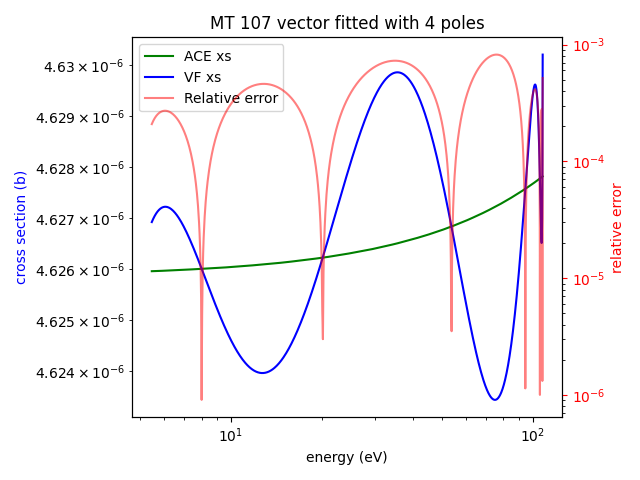 MT 107 vector fitted with 4 poles
ACE xs
VF xs
Relative error
cross section (b)
4.63 × 10⁻⁶
4.629 × 10⁻⁶
4.628 × 10⁻⁶
4.627 × 10⁻⁶
4.626 × 10⁻⁶
4.625 × 10⁻⁶
4.624 × 10⁻⁶
10⁻³
10⁻⁴
10⁻⁵
10⁻⁶
relative error
10¹
10²
energy (eV)